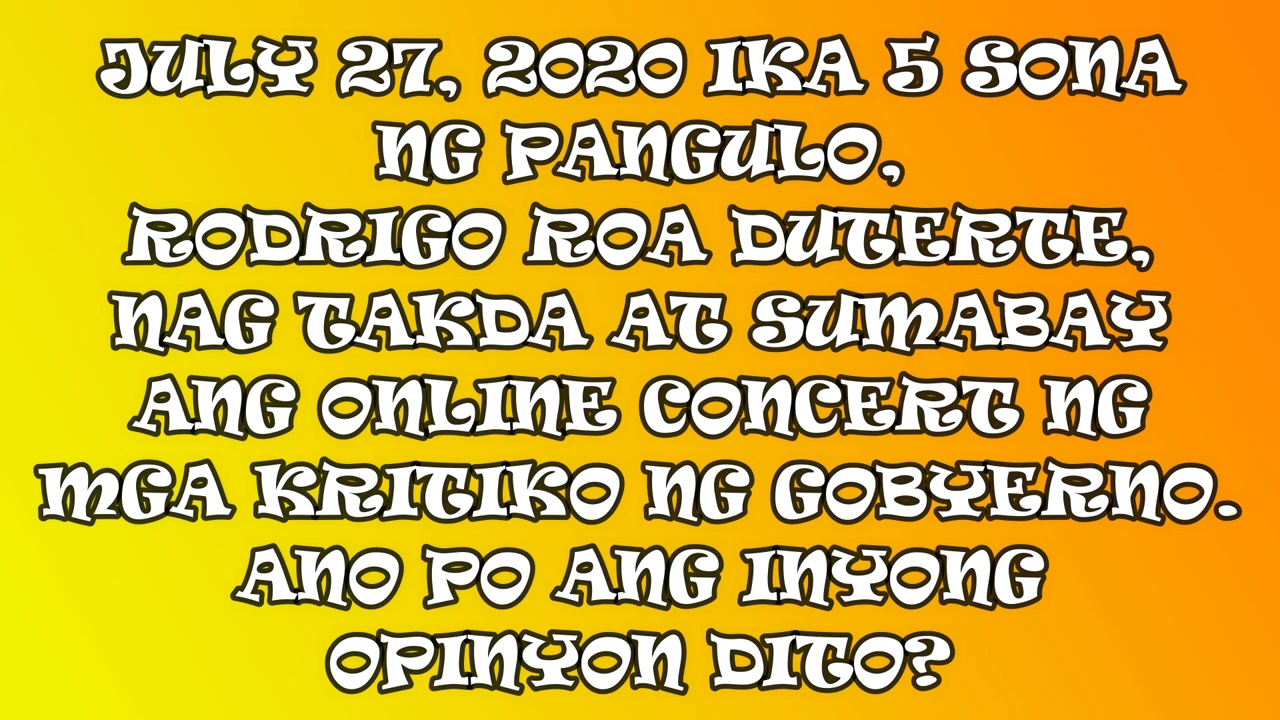 JULY 27, 2020 IKA 5 SONA
NG PANGULO,
RODRIGO ROA DUTERTE,
NAG TAKDA AT SUMABAY
ANG ONLINE CONCERT NG
MGA KRITIKO NG GOBYERNO.
ANO PO ANG INYONG
OPINYON DITO?